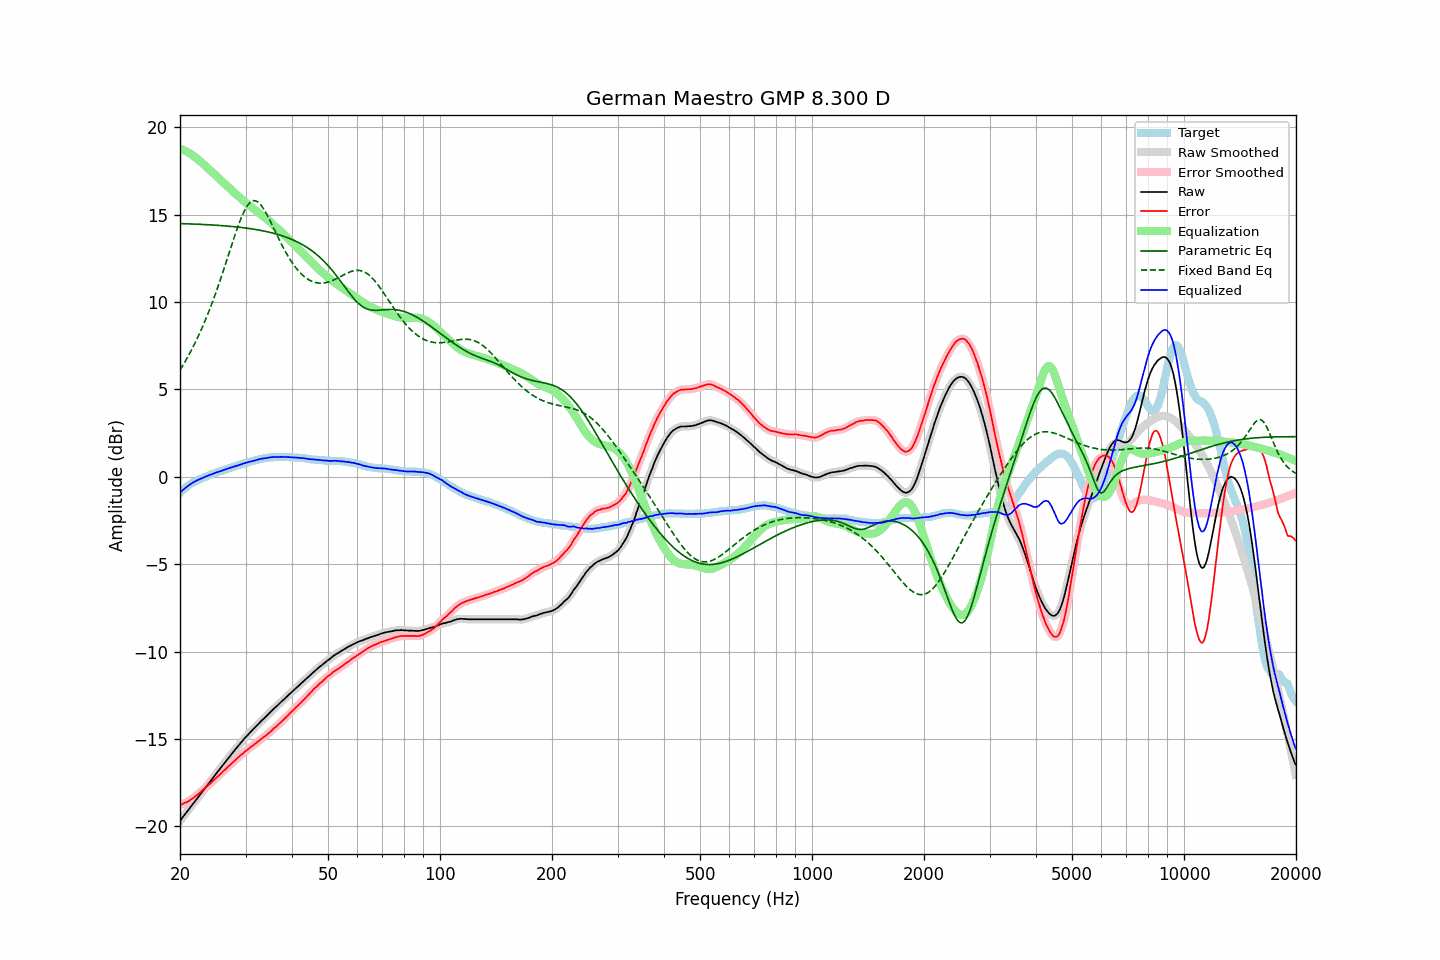 German Maestro GMP 8.300 D
Target
Raw Smoothed
Error Smoothed
Raw
Error
Equalization
Parametric Eq
Fixed Band Eq
Equalized
Amplitude (dBr)
20
15
10
5
0
−5
−10
−15
−20
20 50 100 200 500 1000 2000 5000 10000 20000
Frequency (Hz)